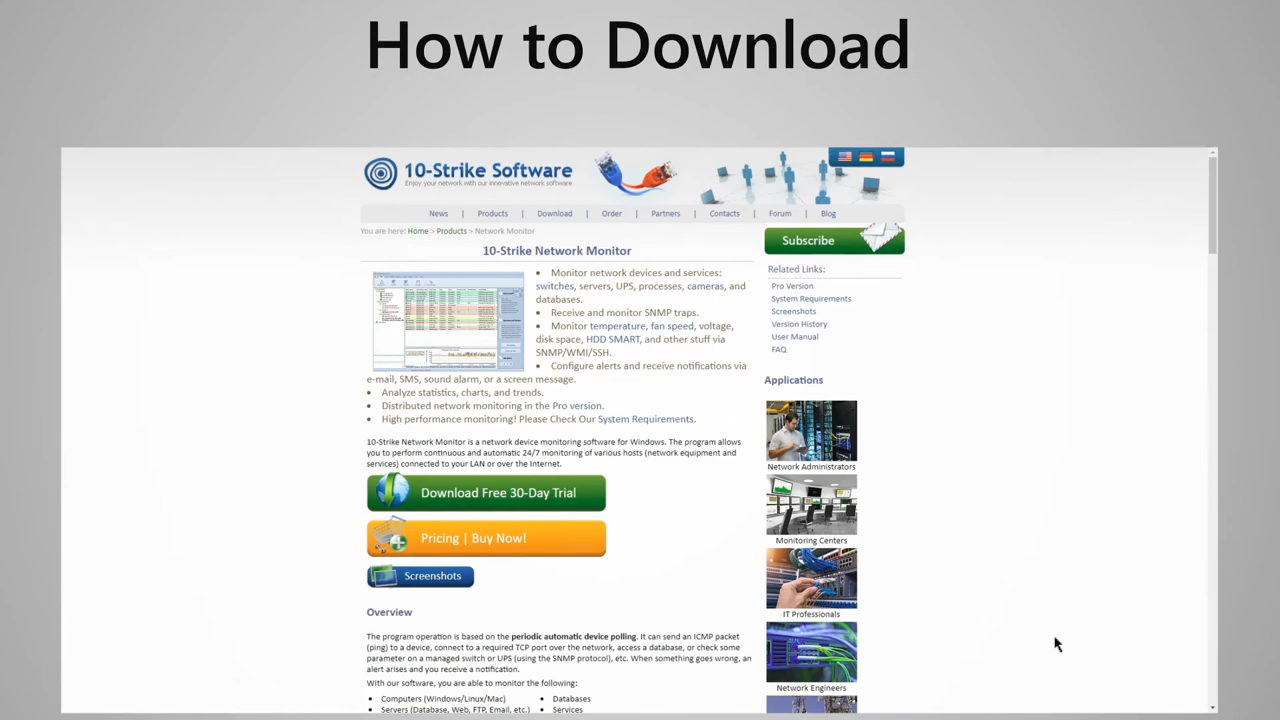 How to Download
10-Strike Software
Enjoy your network with our innovative network software
News | Products | Download | Order | Partners | Contacts | Forum | Blog
You are here: Home > Products > Network Monitor
Subscribe
10-Strike Network Monitor
• Monitor network devices and services:
switches, servers, UPS, processes, cameras, and
databases.
• Receive and monitor SNMP traps.
• Monitor temperature, fan speed, voltage,
disk space, HDD SMART, and other stuff via
SNMP/WMI/SSH.
• Configure alerts and receive notifications via
e-mail, SMS, sound alarm, or a screen message.
• Analyze statistics, charts, and trends.
• Distributed network monitoring in the Pro version.
• High performance monitoring! Please Check Our System Requirements.
10-Strike Network Monitor is a network device monitoring software for Windows. The program allows
you to perform continuous and automatic 24/7 monitoring of various hosts (network equipment and
services) connected to your LAN or over the Internet.
Download Free 30-Day Trial
Pricing | Buy Now!
Screenshots
Overview
The program operation is based on the periodic automatic device polling. It can send an ICMP packet
(ping) to a device, connect to a required TCP port over the network, access a database, or check some
parameter on a managed switch or UPS (using the SNMP protocol), etc. When something goes wrong, an
alert arises and you receive a notification.
With our software, you are able to monitor the following:
• Computers (Windows/Linux/Mac) • Databases
• Servers (Database, Web, FTP, Email, etc.) • Services
Related Links:
Pro Version
System Requirements
Screenshots
Version History
User Manual
FAQ
Applications
Network Administrators
Monitoring Centers
IT Professionals
Network Engineers